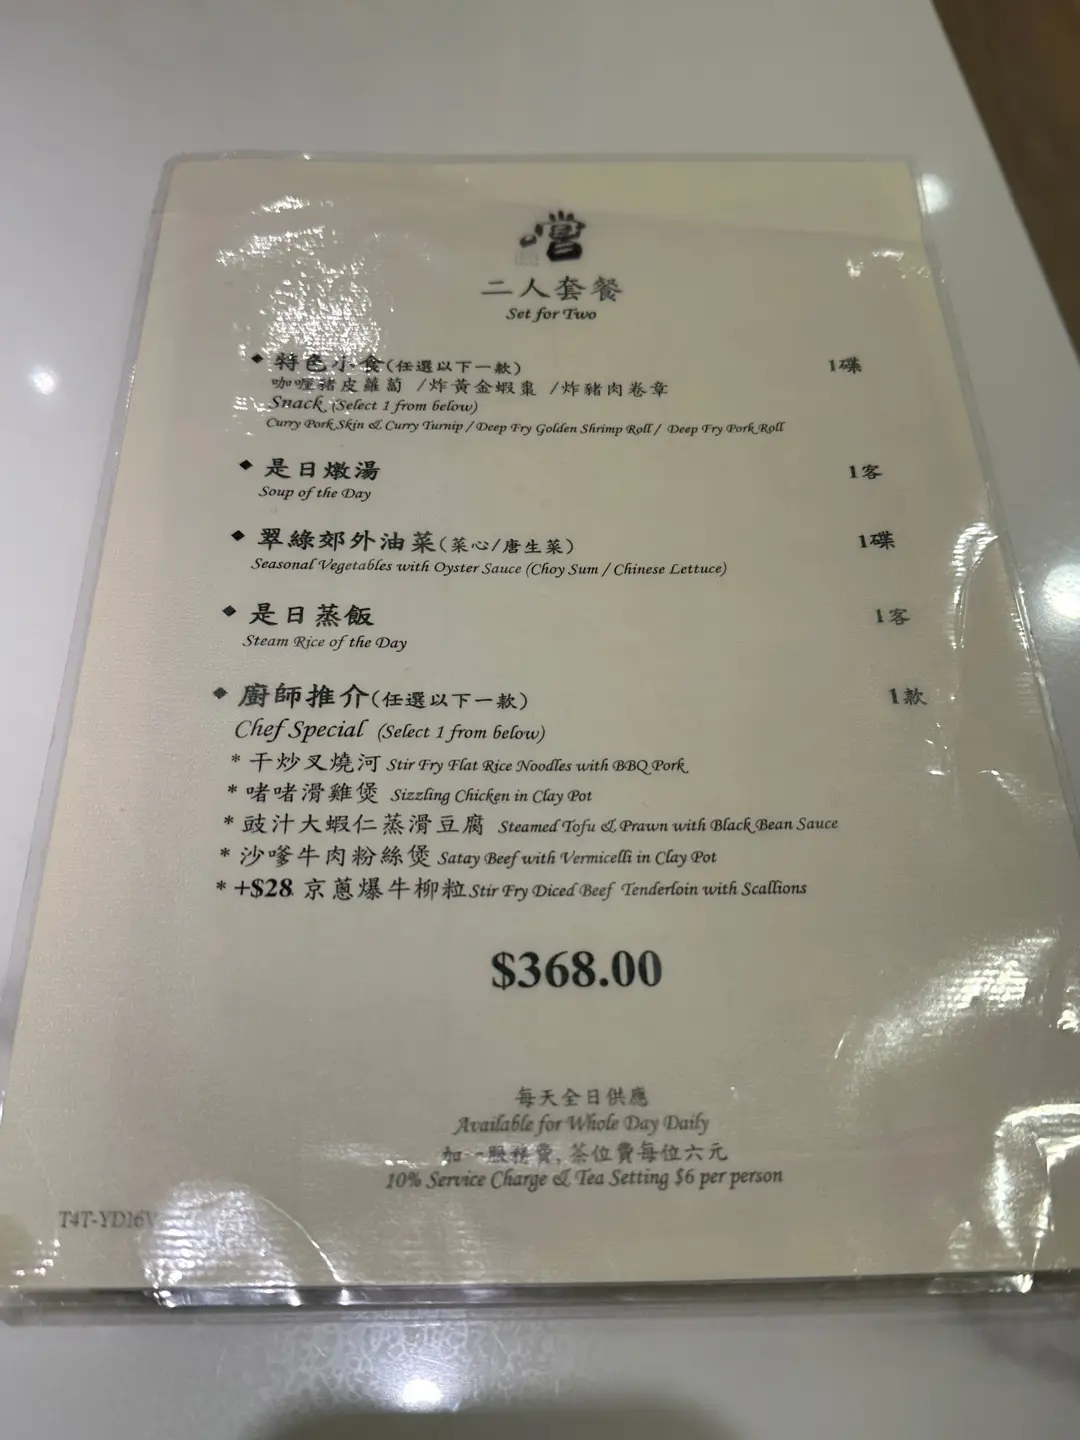 嚐
二人套餐
Set for Two
◆ 特色小食(任選以下一款) 1碟
咖喱豬皮蘿蔔 /炸黃金蝦棗 /炸豬肉卷章
Snack (Select 1 from below)
Curry Pork Skin & Curry Turnip / Deep Fry Golden Shrimp Roll / Deep Fry Pork Roll
◆ 是日燉湯 1客
Soup of the Day
◆ 翠綠郊外油菜(菜心/唐生菜) 1碟
Seasonal Vegetables with Oyster Sauce (Choy Sum / Chinese Lettuce)
◆ 是日蒸飯 1客
Steam Rice of the Day
◆ 廚師推介(任選以下一款) 1款
Chef Special (Select 1 from below)
* 干炒叉燒河 Stir Fry Flat Rice Noodles with BBQ Pork
* 啫啫滑雞煲 Sizzling Chicken in Clay Pot
* 豉汁大蝦仁蒸滑豆腐 Steamed Tofu & Prawn with Black Bean Sauce
* 沙嗲牛肉粉絲煲 Satay Beef with Vermicelli in Clay Pot
* +$28 京蔥爆牛柳粒 Stir Fry Diced Beef Tenderloin with Scallions
$368.00
每天全日供應
Available for Whole Day Daily
加一服務費, 茶位費每位六元
10% Service Charge & Tea Setting $6 per person
T4T-YD16V